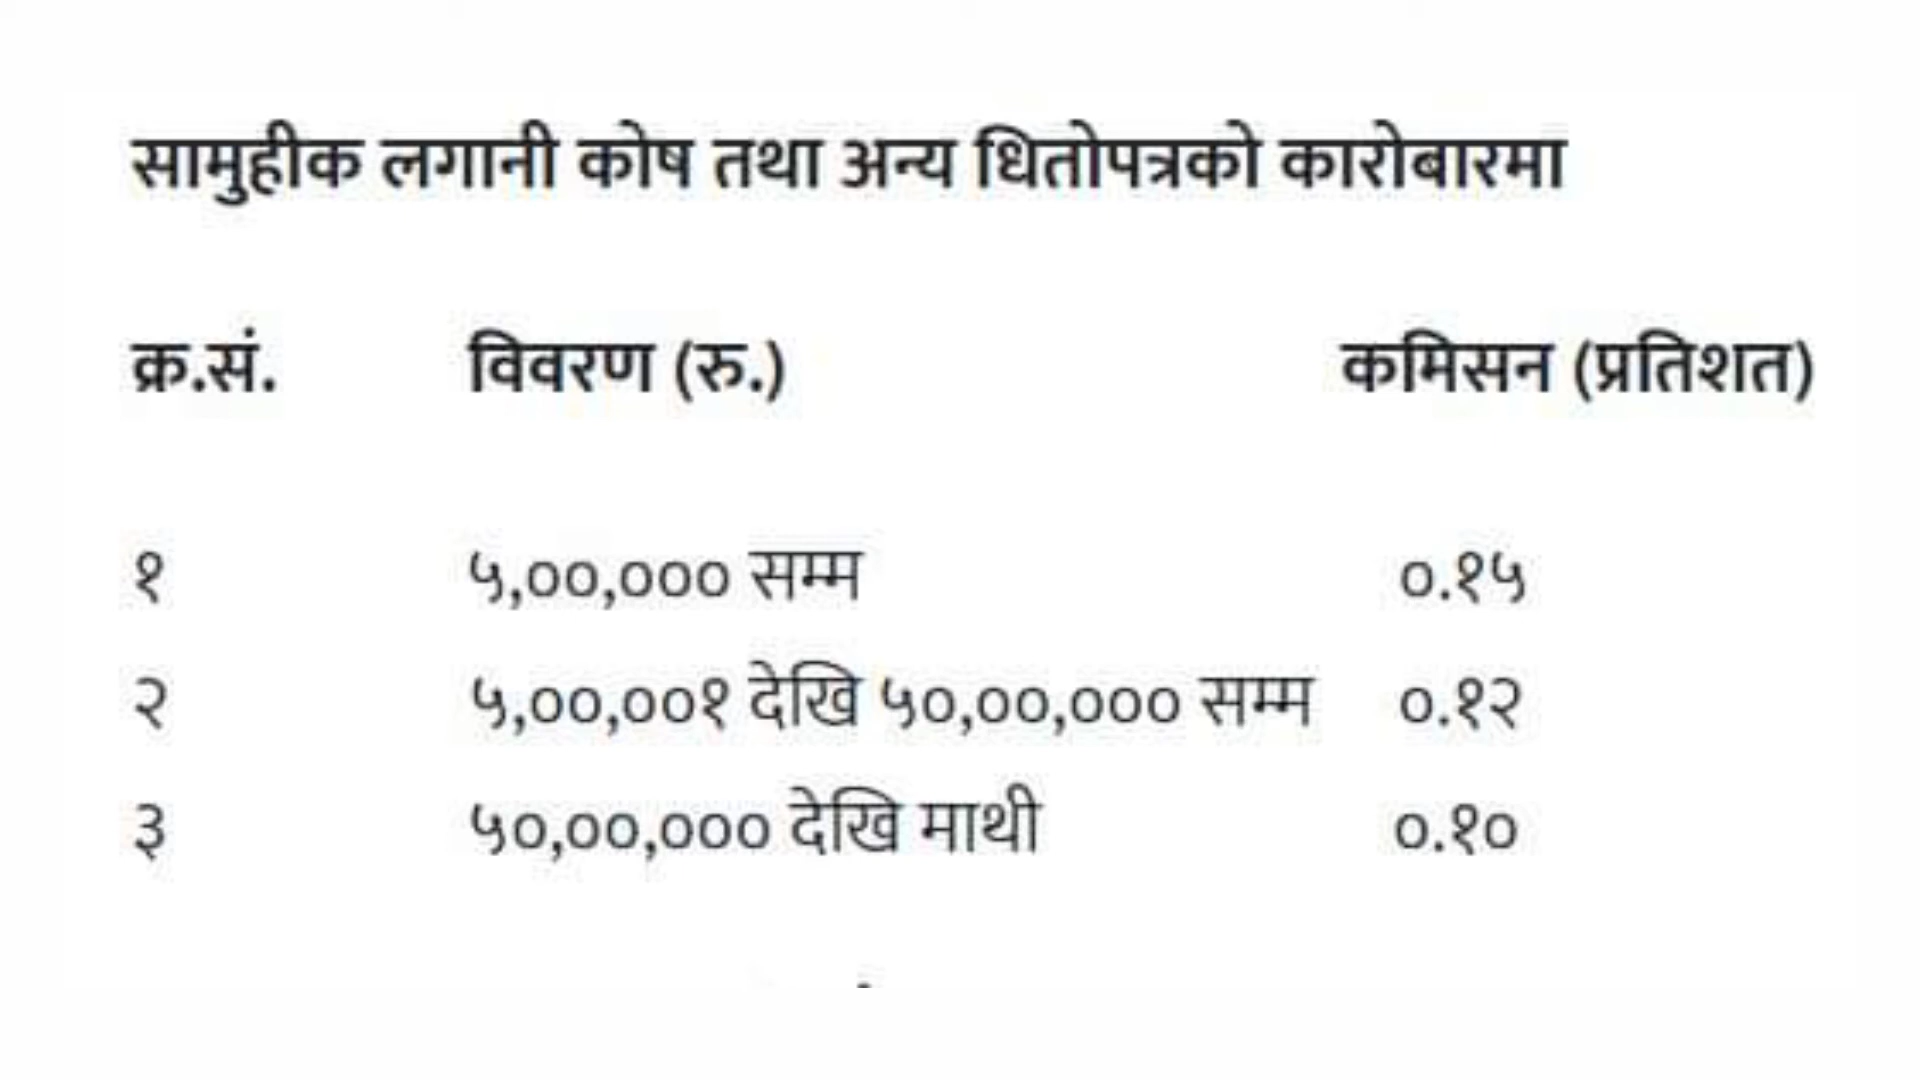 सामुहीक लगानी कोष तथा अन्य धितोपत्रको कारोबारमा
क्र.सं. विवरण (रु.) कमिसन (प्रतिशत)
१ ५,००,००० सम्म ०.१५
२ ५,००,००१ देखि ५०,००,००० सम्म ०.१२
३ ५०,००,००० देखि माथी ०.१०